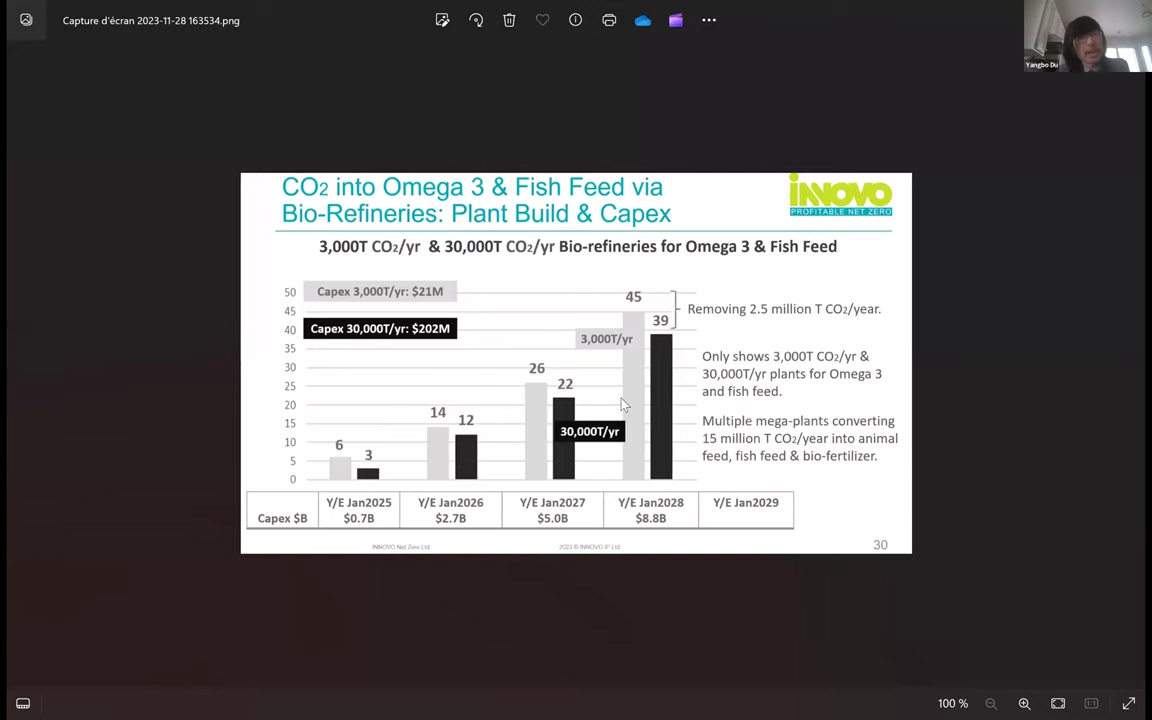 Capture d'écran 2023-11-28 163534.png
Yangbo Du
CO2 into Omega 3 & Fish Feed via
Bio-Refineries: Plant Build & Capex
iNNOVO
PROFITABLE NET ZERO
3,000T CO2/yr & 30,000T CO2/yr Bio-refineries for Omega 3 & Fish Feed
50
45
40
35
30
25
20
15
10
5
0
Capex 3,000T/yr: $21M
Capex 30,000T/yr: $202M
6
3
14
12
26
22
45
39
3,000T/yr
30,000T/yr
Removing 2.5 million T CO2/year.
Only shows 3,000T CO2/yr &
30,000T/yr plants for Omega 3
and fish feed.
Multiple mega-plants converting
15 million T CO2/year into animal
feed, fish feed & bio-fertilizer.
Y/E Jan2025 Y/E Jan2026 Y/E Jan2027 Y/E Jan2028 Y/E Jan2029
Capex $B $0.7B $2.7B $5.0B $8.8B
INNOVO Net Zero Ltd
2023 © INNOVO IP Ltd
30
100 %
1:1